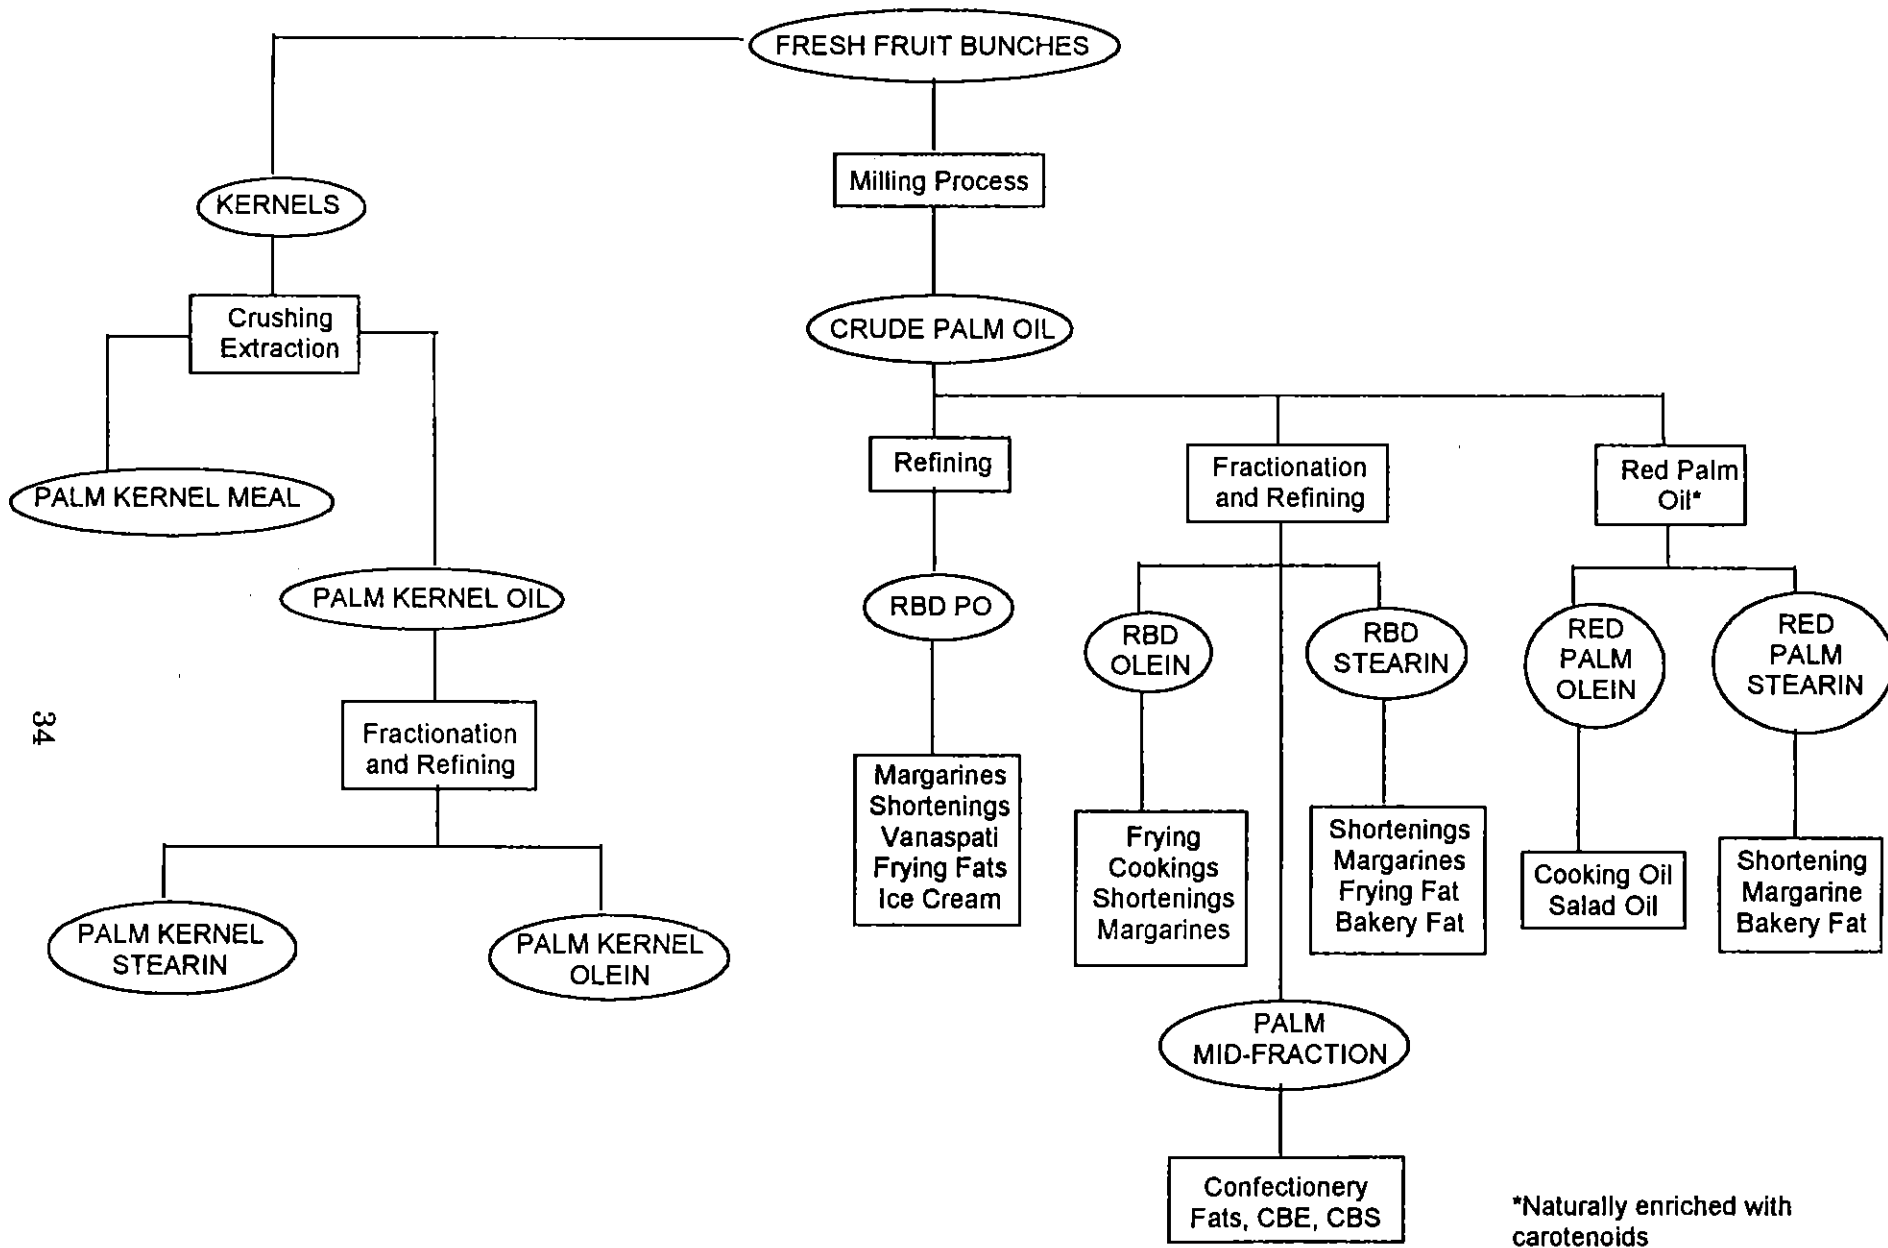 FRESH FRUIT BUNCHES
KERNELS
Milling Process
Crushing
Extraction
CRUDE PALM OIL
PALM KERNEL MEAL
PALM KERNEL OIL
Fractionation
and Refining
PALM KERNEL
STEARIN
PALM KERNEL
OLEIN
Refining
RBD PO
Margarines
Shortenings
Vanaspati
Frying Fats
Ice Cream
Fractionation
and Refining
RBD
OLEIN
Frying
Cookings
Shortenings
Margarines
RBD
STEARIN
Shortenings
Margarines
Frying Fat
Bakery Fat
PALM
MID-FRACTION
Confectionery
Fats, CBE, CBS
Red Palm
Oil*
RED
PALM
OLEIN
Cooking Oil
Salad Oil
RED
PALM
STEARIN
Shortening
Margarine
Bakery Fat
*Naturally enriched with
carotenoids
34